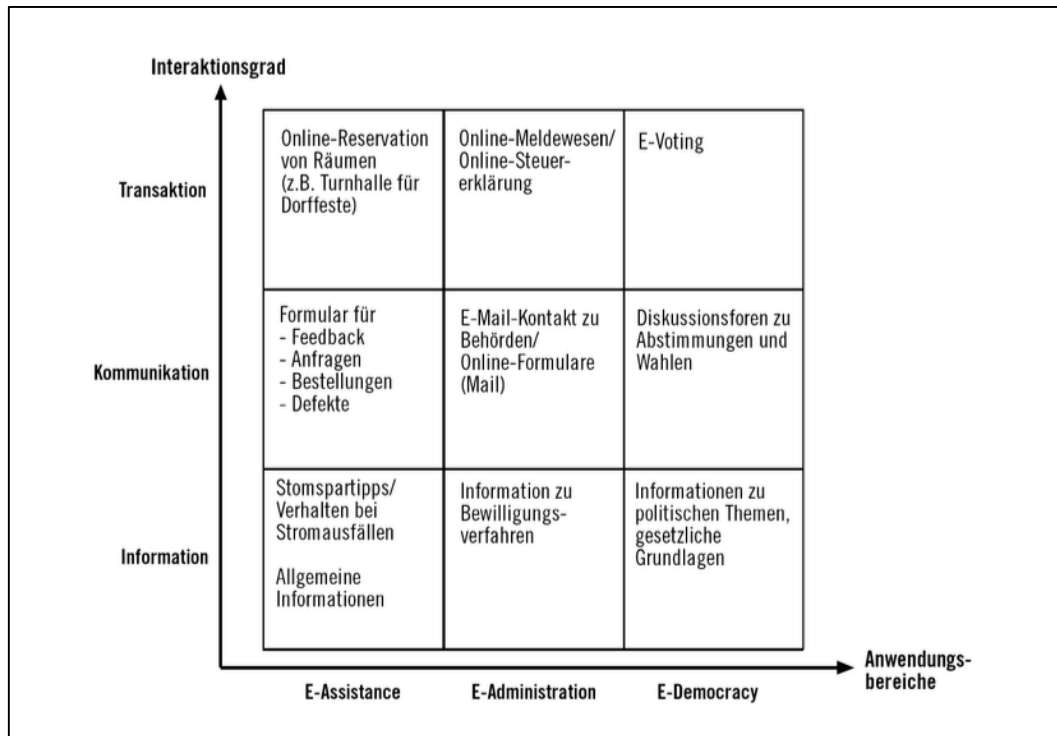 Interaktionsgrad
Transaktion
Online-Reservation
von Räumen
(z.B. Turnhalle für
Dorffeste)
Online-Meldewesen/
Online-Steuer-
erklärung
E-Voting
Kommunikation
Formular für
- Feedback
- Anfragen
- Bestellungen
- Defekte
E-Mail-Kontakt zu
Behörden/
Online-Formulare
(Mail)
Diskussionsforen zu
Abstimmungen und
Wahlen
Information
Stomspartipps/
Verhalten bei
Stromausfällen
Allgemeine
Informationen
Information zu
Bewilligungs-
verfahren
Informationen zu
politischen Themen,
gesetzliche
Grundlagen
Anwendungs-
bereiche
E-Assistance
E-Administration
E-Democracy